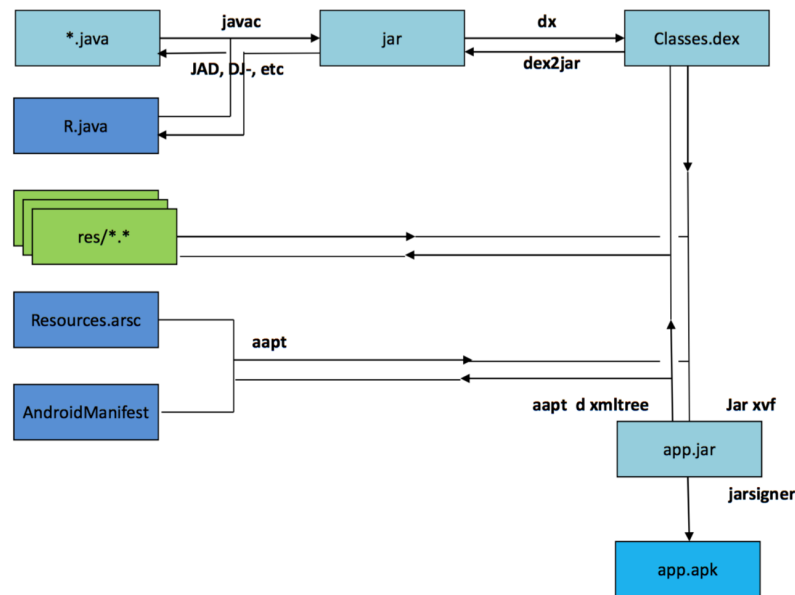 javac
dx
*.java
jar
Classes.dex
JAD, DJ-, etc
dex2jar
R.java
res/*.*
Resources.arsc
aapt
AndroidManifest
aapt d xmltree
Jar xvf
app.jar
jarsigner
app.apk